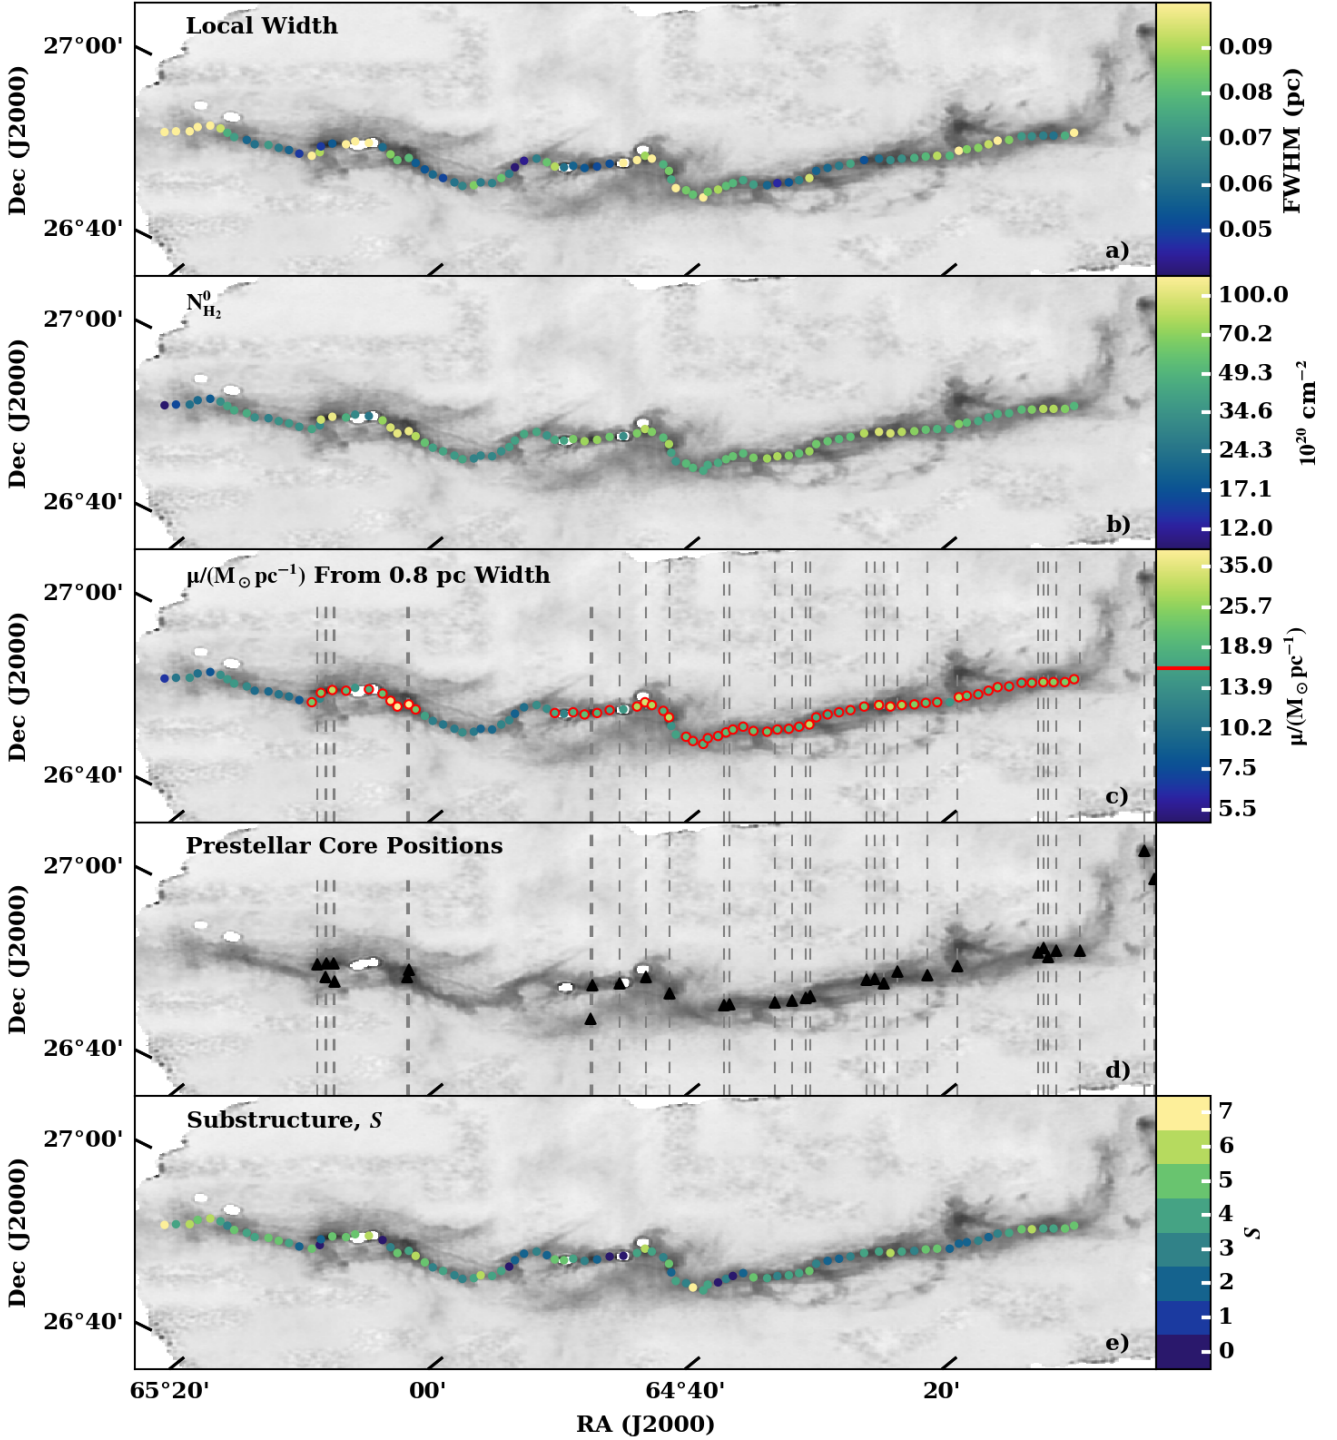 Local Width
27°00'
26°40'
Dec (J2000)
a)
0.09
0.08
0.07
0.06
0.05
FWHM (pc)
N⁰H₂
27°00'
26°40'
Dec (J2000)
b)
100.0
70.2
49.3
34.6
24.3
17.1
12.0
10²⁰ cm⁻²
μ/(M⊙pc⁻¹) From 0.8 pc Width
27°00'
26°40'
Dec (J2000)
c)
35.0
25.7
18.9
13.9
10.2
7.5
5.5
μ/(M⊙pc⁻¹)
Prestellar Core Positions
27°00'
26°40'
Dec (J2000)
d)
Substructure, S
27°00'
26°40'
Dec (J2000)
e)
7
6
5
4
3
2
1
0
S
65°20' 00' 64°40' 20'
RA (J2000)